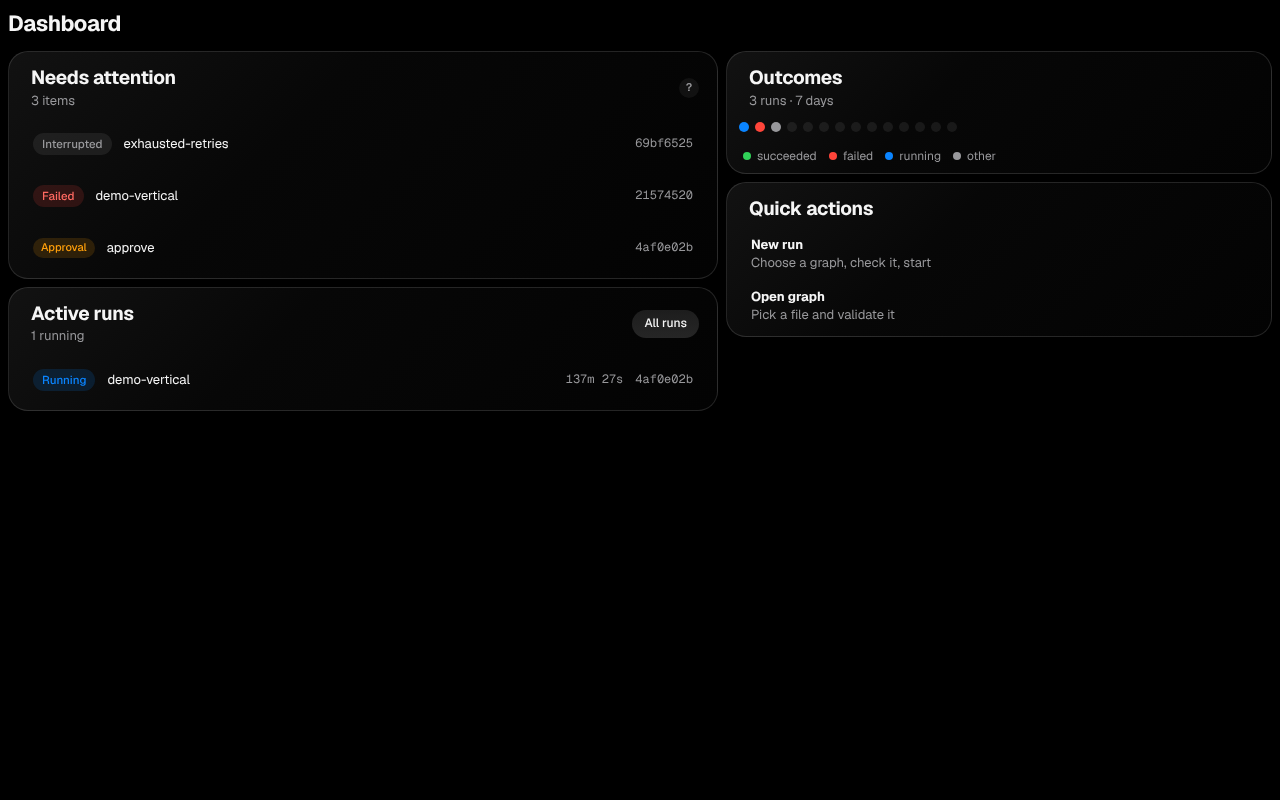 Dashboard
Needs attention
3 items
?
Interrupted exhausted-retries 69bf6525
Failed demo-vertical 21574520
Approval approve 4af0e02b
Active runs
1 running
All runs
Running demo-vertical 137m 27s 4af0e02b
Outcomes
3 runs · 7 days
succeeded failed running other
Quick actions
New run
Choose a graph, check it, start
Open graph
Pick a file and validate it